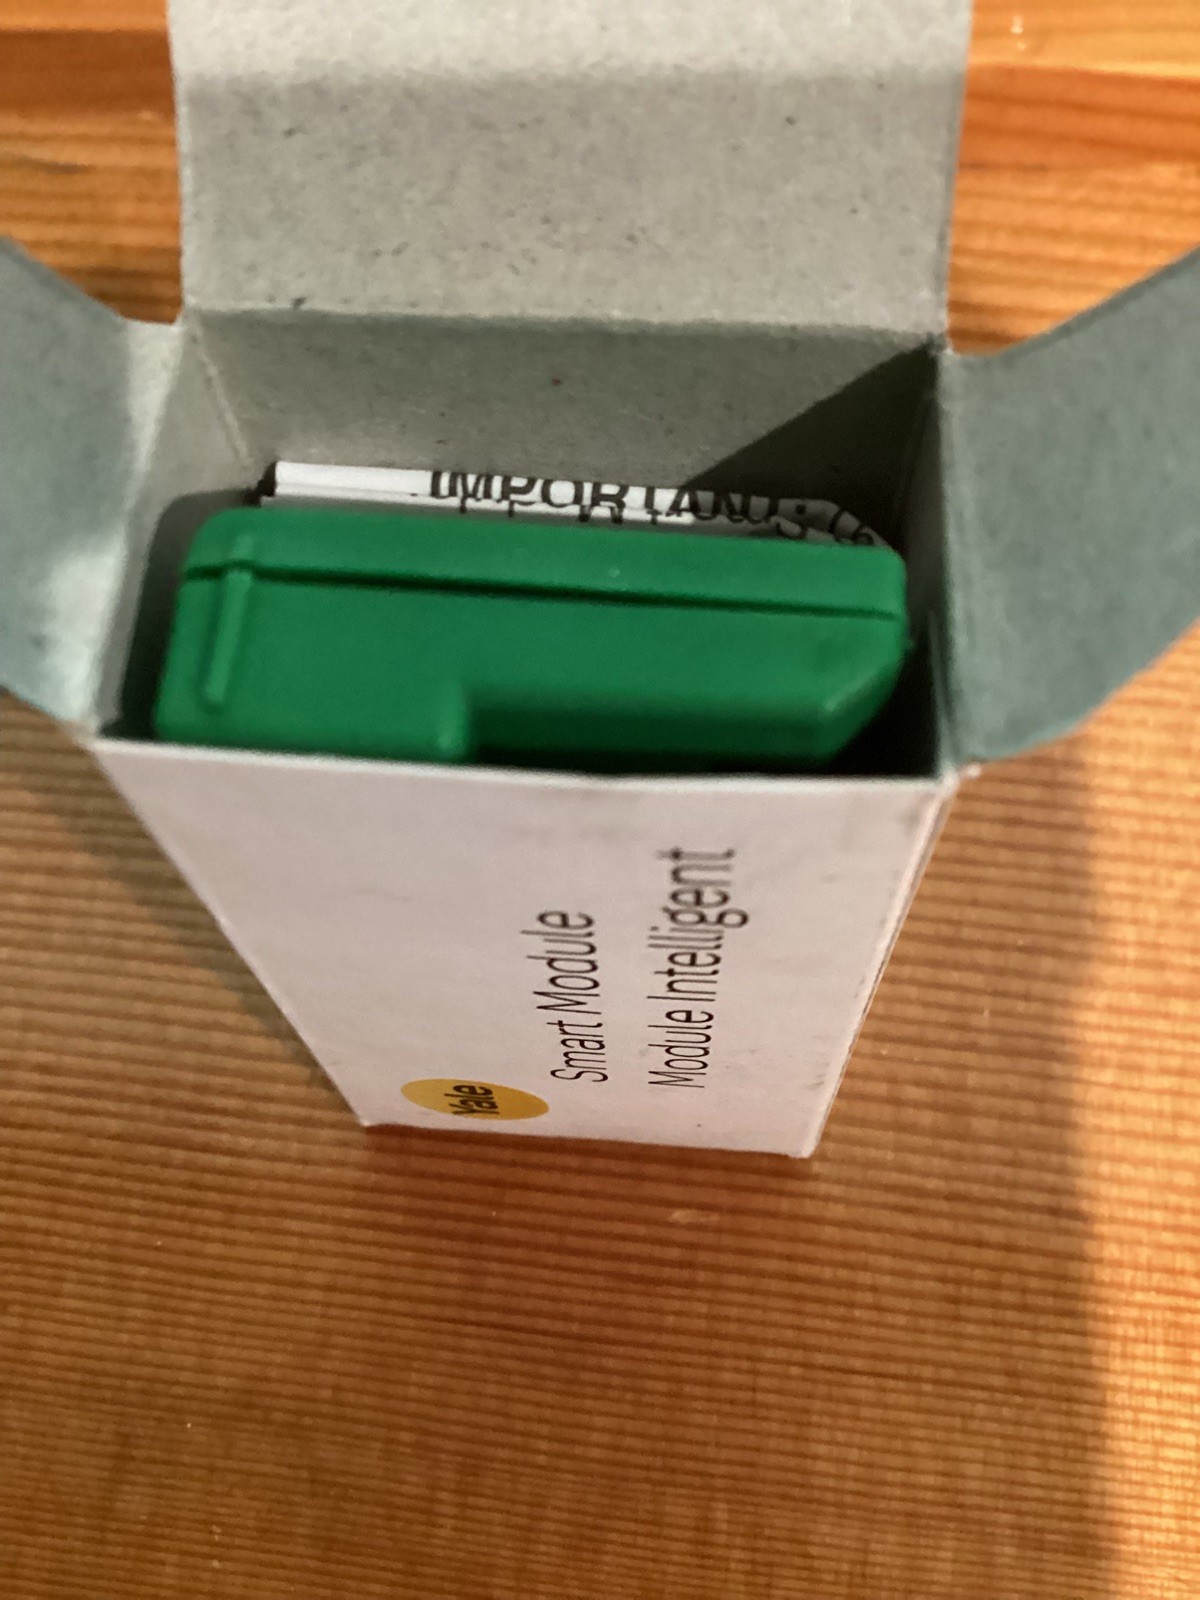 Yale
Smart Module
Module Intelligent